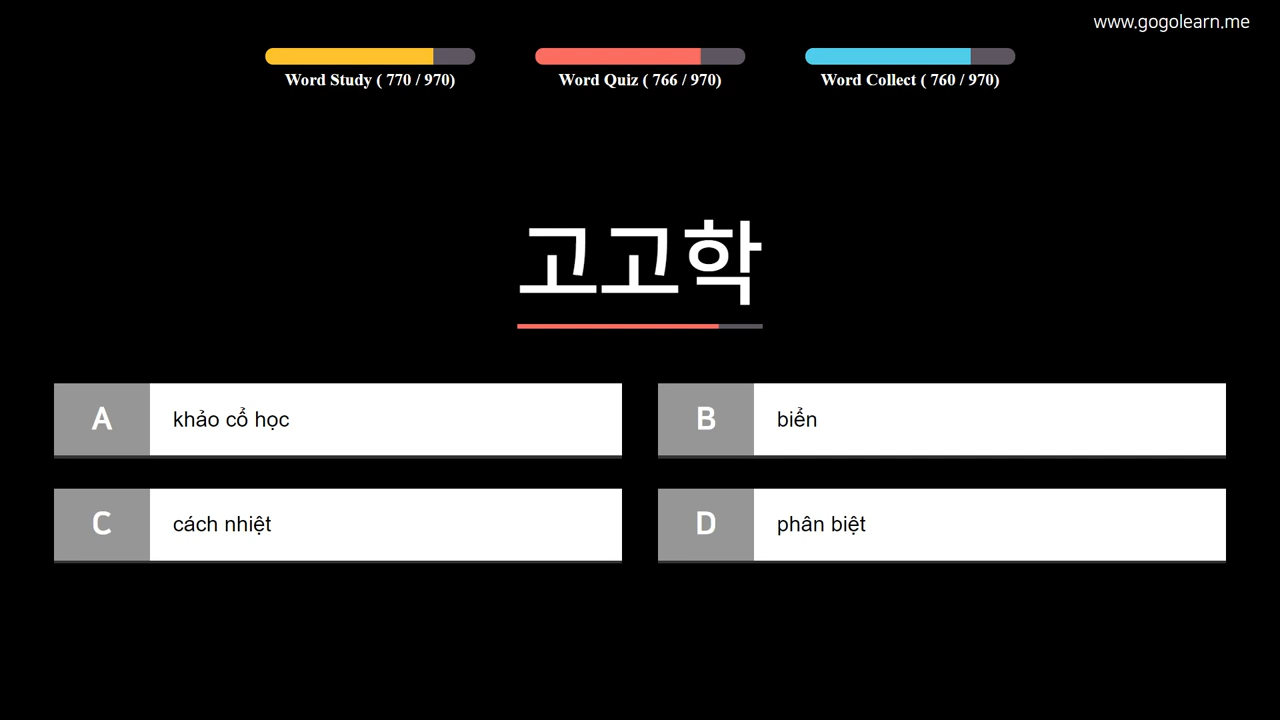 www.gogolearn.me
Word Study ( 770 / 970)
Word Quiz ( 766 / 970)
Word Collect ( 760 / 970)
고고학
A
khảo cổ học
B
biển
C
cách nhiệt
D
phân biệt